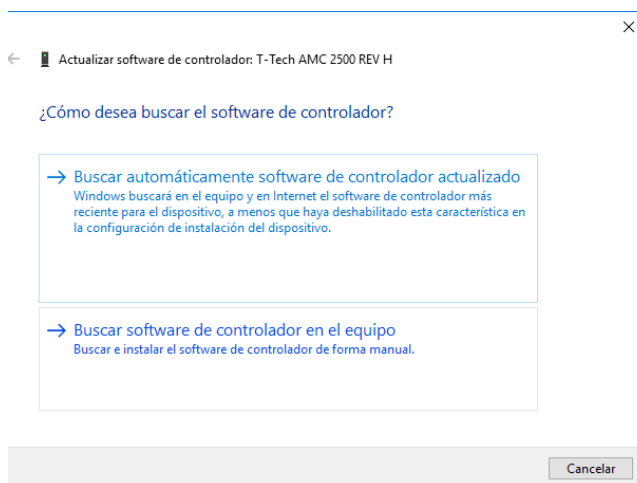 Actualizar software de controlador: T-Tech AMC 2500 REV H
¿Cómo desea buscar el software de controlador?
Buscar automáticamente software de controlador actualizado
Windows buscará en el equipo y en Internet el software de controlador más
reciente para el dispositivo, a menos que haya deshabilitado esta característica en
la configuración de instalación del dispositivo.
Buscar software de controlador en el equipo
Buscar e instalar el software de controlador de forma manual.
Cancelar